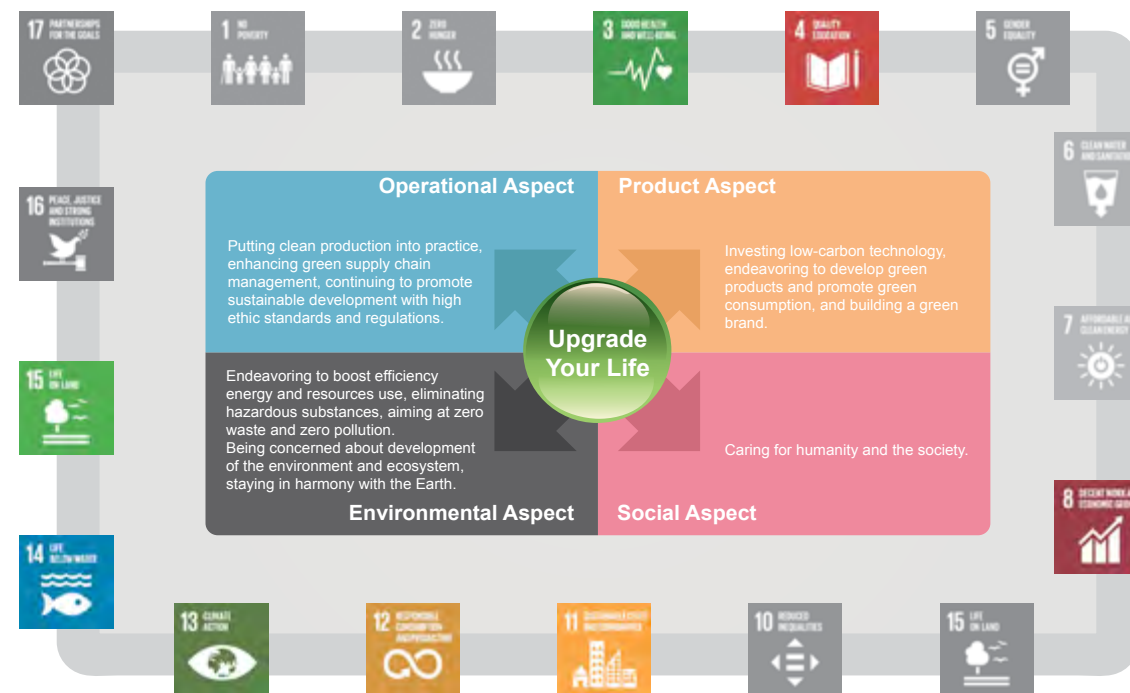 17 PARTNERSHIPS
FOR THE GOALS
1 NO
POVERTY
2 ZERO
HUNGER
3 GOOD HEALTH
AND WELL-BEING
4 QUALITY
EDUCATION
5 GENDER
EQUALITY
6 CLEAN WATER
AND SANITATION
16 PEACE, JUSTICE
AND STRONG
INSTITUTIONS
Operational Aspect
Putting clean production into practice,
enhancing green supply chain
management, continuing to promote
sustainable development with high
ethic standards and regulations.
Product Aspect
Investing low-carbon technology,
endeavoring to develop green
products and promote green
consumption, and building a green
brand.
Upgrade
Your Life
7 AFFORDABLE A
CLEAN ENERGY
15 LIFE
ON LAND
Endeavoring to boost efficiency
energy and resources use, eliminating
hazardous substances, aiming at zero
waste and zero pollution.
Being concerned about development
of the environment and ecosystem,
staying in harmony with the Earth.
Environmental Aspect
Caring for humanity and the society.
Social Aspect
8 DECENT WORK A
ECONOMIC GRO
14 LIFE
BELOW WATER
13 CLIMATE
ACTION
12 RESPONSIBLE
CONSUMPTION
AND PRODUCTION
11 SUSTAINABLE CITIES
AND COMMUNITIES
10 REDUCED
INEQUALITIES
15 LIFE
ON LAND